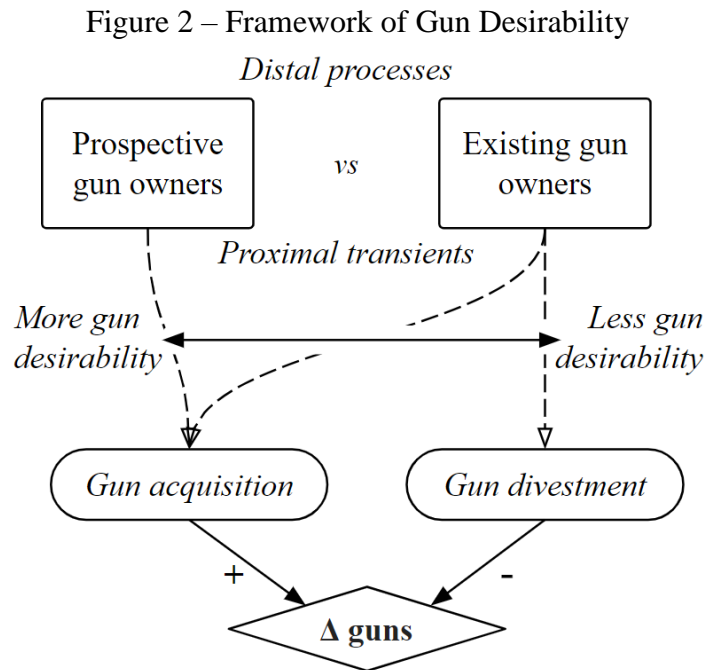 Figure 2 – Framework of Gun Desirability
Distal processes
Prospective
gun owners
vs
Existing gun
owners
Proximal transients
More gun
desirability
Less gun
desirability
Gun acquisition
Gun divestment
+
-
Δ guns